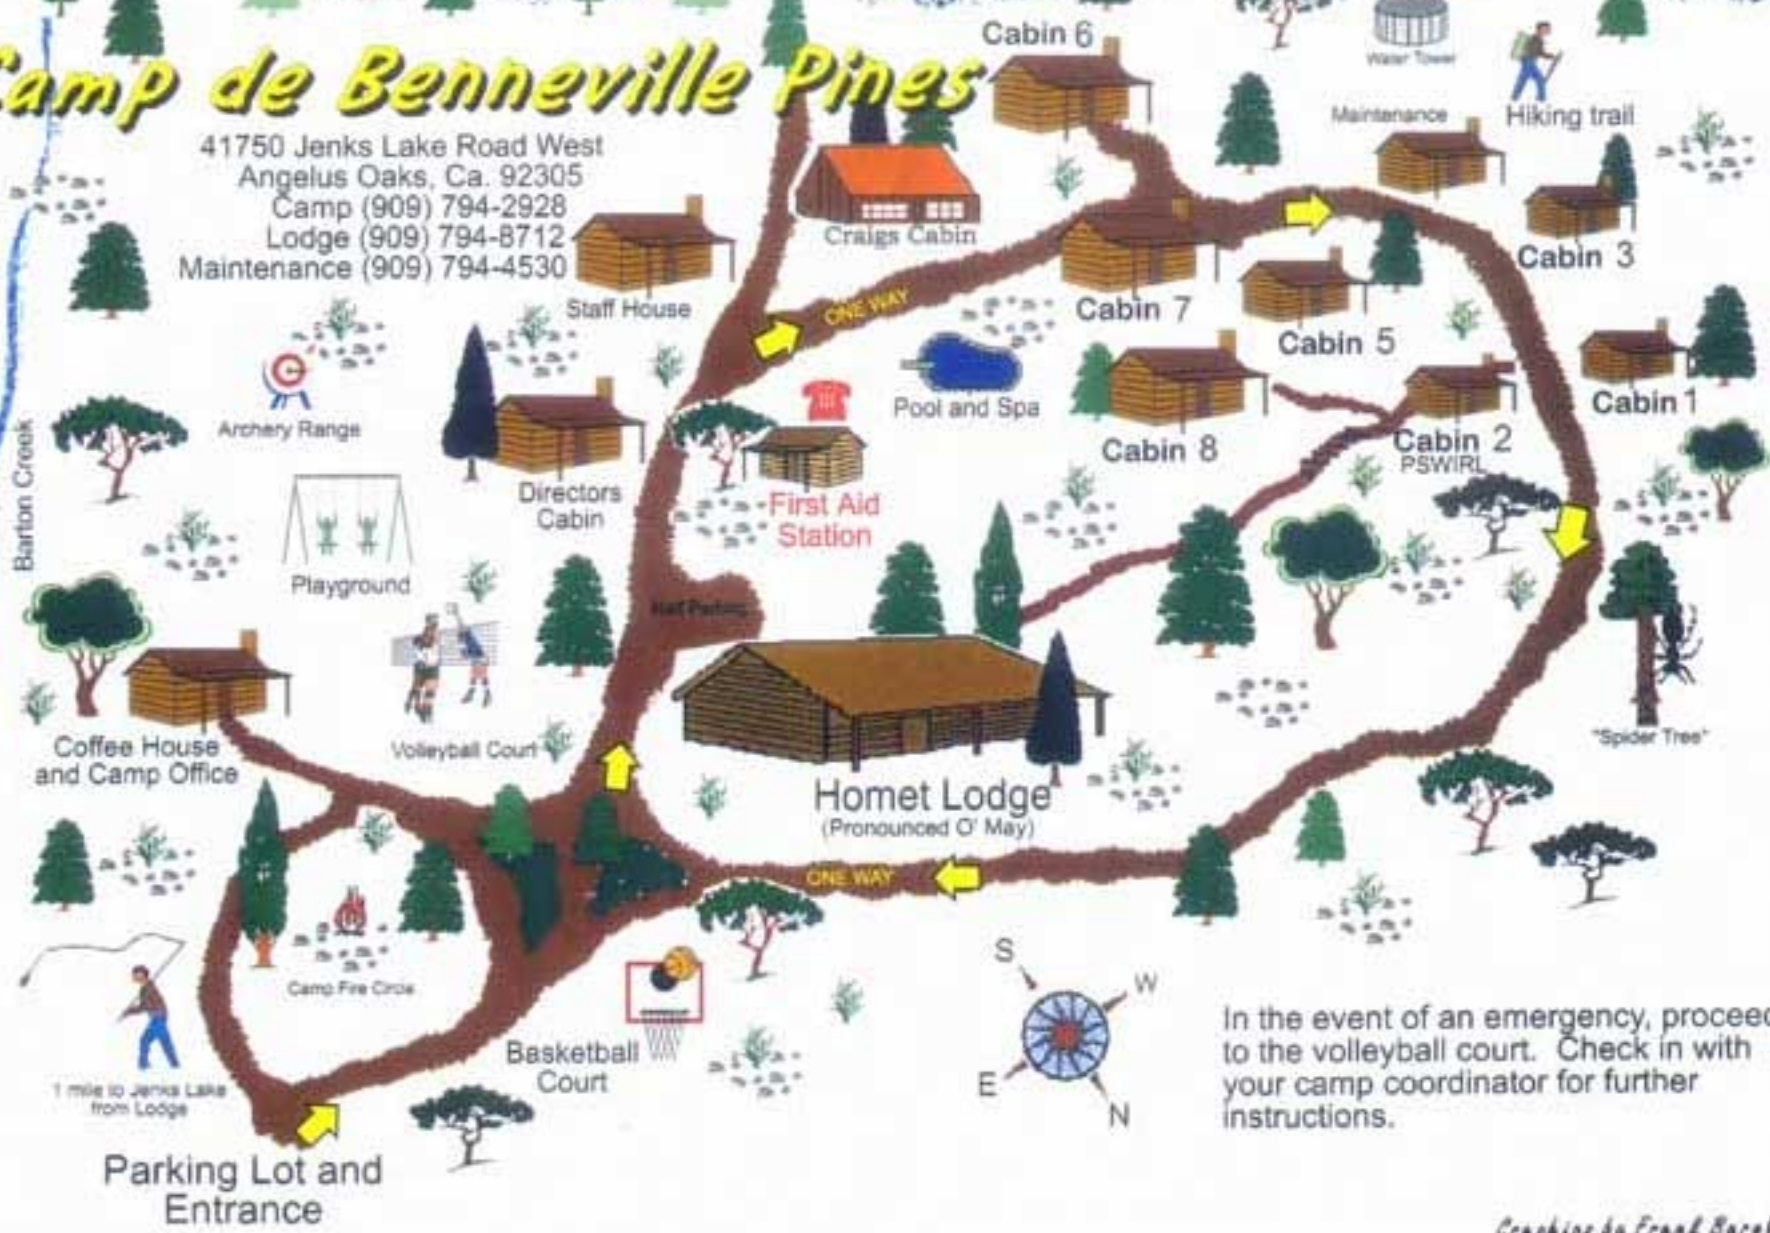 Camp de Benneville Pines
41750 Jenks Lake Road West
Angelus Oaks, Ca. 92305
Camp (909) 794-2928
Lodge (909) 794-8712
Maintenance (909) 794-4530
Cabin 6
Water Tower
Hiking trail
Maintenance
Craigs Cabin
Cabin 3
Staff House
ONE WAY
Cabin 7
Cabin 5
Cabin 1
Archery Range
Pool and Spa
Cabin 8
Cabin 2
PSWIRL
Barton Creek
Directors
Cabin
First Aid
Station
Playground
Parking
Coffee House
and Camp Office
Volleyball Court
"Spider Tree"
Homet Lodge
(Pronounced O' May)
ONE WAY
Camp Fire Circle
Basketball
Court
1 mile to Jenks Lake
from Lodge
S
W
E
N
In the event of an emergency, proceed
to the volleyball court. Check in with
your camp coordinator for further
instructions.
Parking Lot and
Entrance
Graphics by Frank